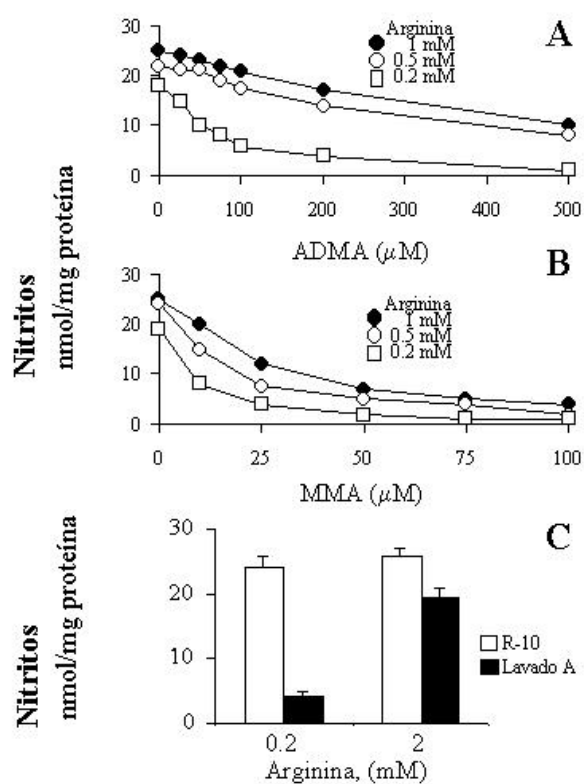 A
Arginina
1 mM
0.5 mM
0.2 mM
30
20
10
0
0 100 200 300 400 500
ADMA (µM)
Nitritos
nmol/mg proteína
B
Arginina
1 mM
0.5 mM
0.2 mM
30
20
10
0
0 25 50 75 100
MMA (µM)
C
Nitritos
nmol/mg proteína
30
20
10
0
R-10
Lavado A
0.2 2
Arginina, (mM)